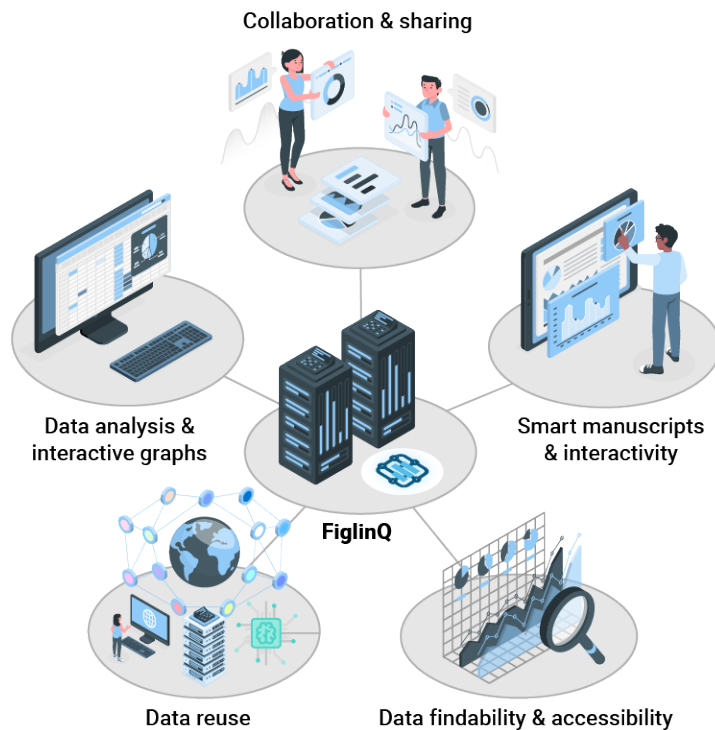 Collaboration & sharing
Data analysis &
interactive graphs
Smart manuscripts
& interactivity
FiglinQ
Data reuse
Data findability & accessibility